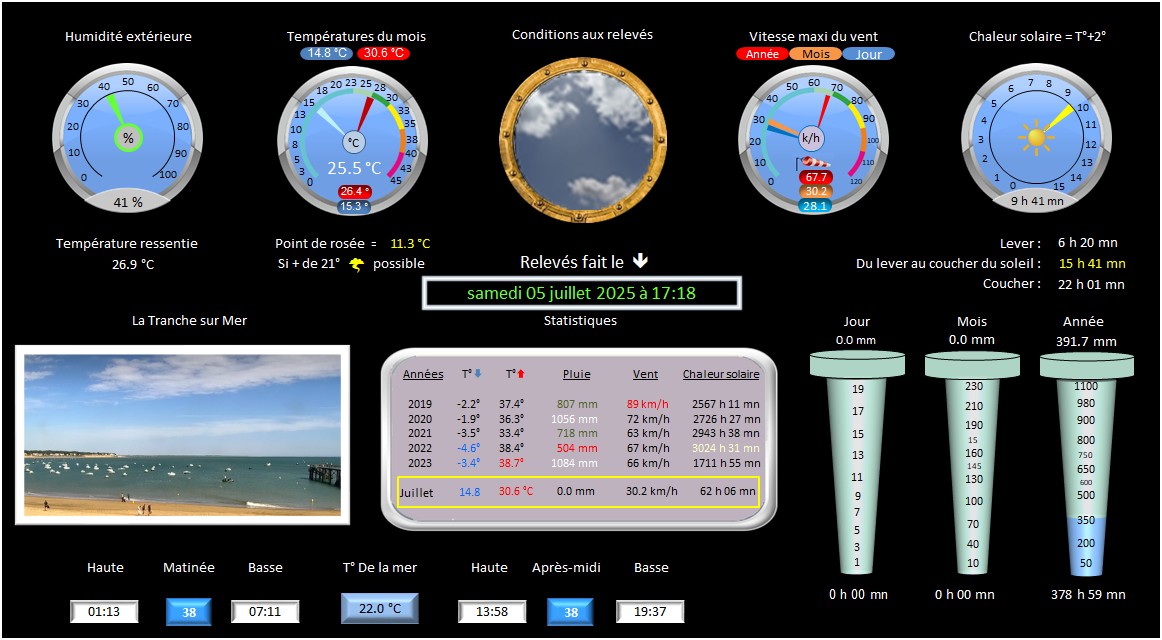 Humidité extérieure
Températures du mois
Conditions aux relevés
Vitesse maxi du vent
Chaleur solaire = T°+2°
14.8 °C 30.6 °C
Année Mois Jour
0 10 20 30 40 50 60 70 80 90 100
%
41 %
0 3 5 8 10 13 15 18 20 23 25 28 30 33 35 38 40 43 45
°C
25.5 °C
26.4 °
15.3 °
0 10 20 30 40 50 60 70 80 90 100 110 120
k/h
67.7
30.2
28.1
0 1 2 3 4 5 6 7 8 9 10 11 12 13 14 15
9 h 41 mn
Température ressentie
26.9 °C
Point de rosée = 11.3 °C
Si + de 21° possible
Relevés fait le
samedi 05 juillet 2025 à 17:18
Lever : 6 h 20 mn
Du lever au coucher du soleil : 15 h 41 mn
Coucher : 22 h 01 mn
La Tranche sur Mer
Statistiques
Années T° T° Pluie Vent Chaleur solaire
2019 -2.2° 37.4° 807 mm 89 km/h 2567 h 11 mn
2020 -1.9° 36.3° 1056 mm 72 km/h 2726 h 27 mn
2021 -3.5° 33.4° 718 mm 63 km/h 2943 h 38 mn
2022 -4.6° 38.4° 504 mm 67 km/h 3024 h 31 mn
2023 -3.4° 38.7° 1084 mm 66 km/h 1711 h 55 mn
Juillet 14.8 30.6 °C 0.0 mm 30.2 km/h 62 h 06 mn
Jour
0.0 mm
19
17
15
13
11
9
7
5
3
1
0 h 00 mn
Mois
0.0 mm
230
210
190
15
160
145
130
100
70
40
10
0 h 00 mn
Année
391.7 mm
1100
980
900
800
750
650
600
500
350
200
50
378 h 59 mn
Haute Matinée Basse
01:13 38 07:11
T° De la mer
22.0 °C
Haute Après-midi Basse
13:58 38 19:37